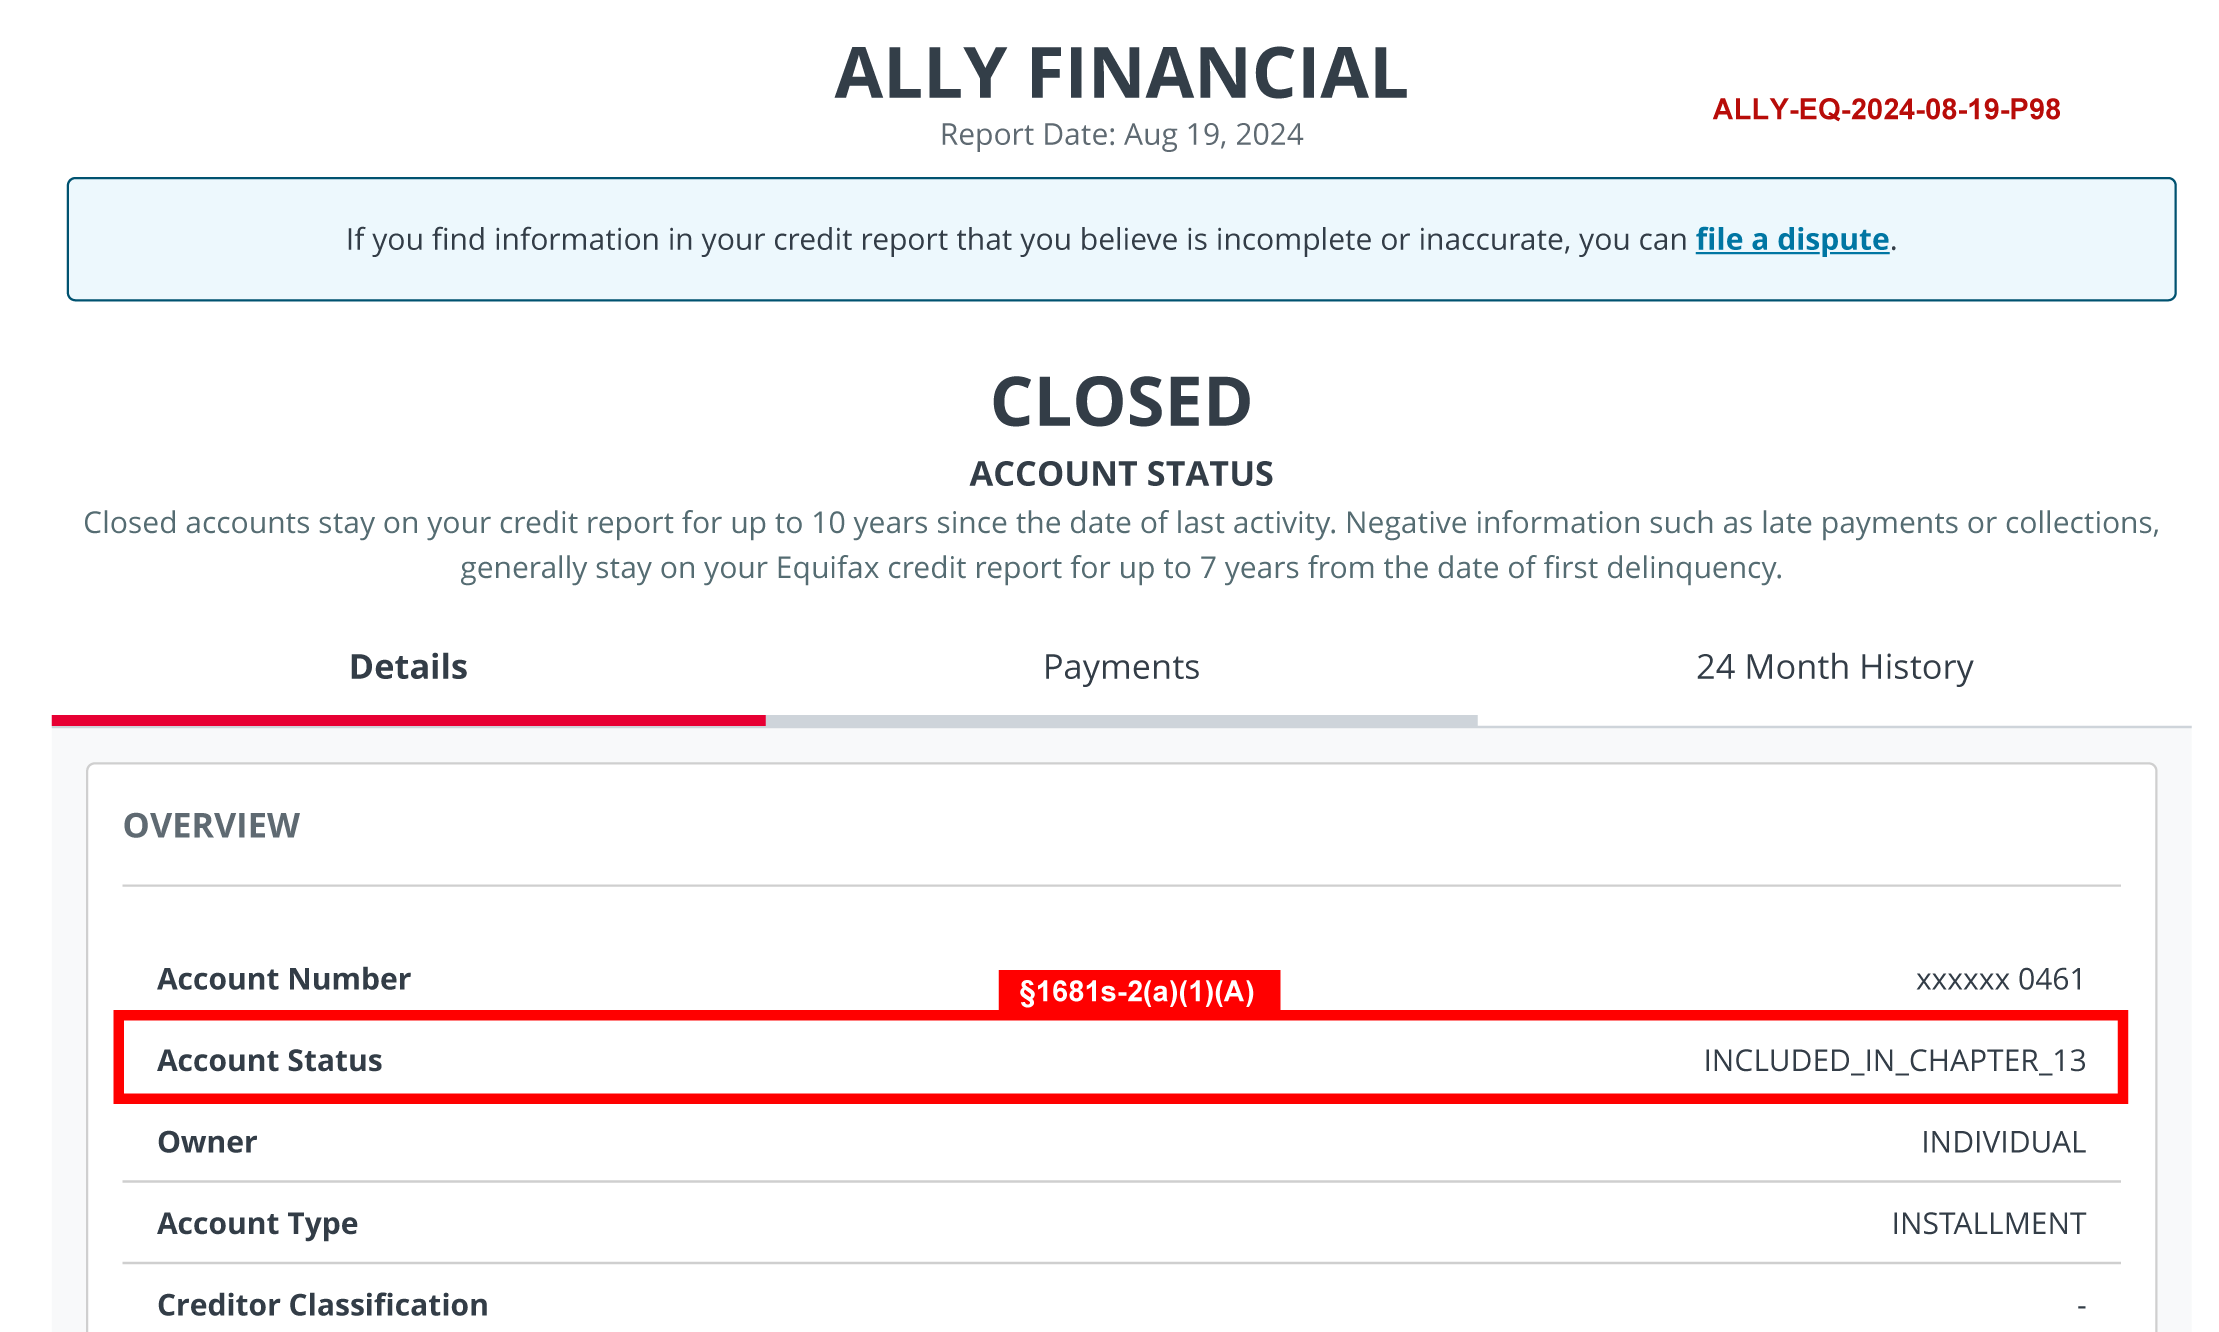 ALLY FINANCIAL
ALLY-EQ-2024-08-19-P98
Report Date: Aug 19, 2024
If you find information in your credit report that you believe is incomplete or inaccurate, you can file a dispute.
CLOSED
ACCOUNT STATUS
Closed accounts stay on your credit report for up to 10 years since the date of last activity. Negative information such as late payments or collections,
generally stay on your Equifax credit report for up to 7 years from the date of first delinquency.
Details Payments 24 Month History
OVERVIEW
Account Number xxxxxx 0461
§1681s-2(a)(1)(A)
Account Status INCLUDED_IN_CHAPTER_13
Owner INDIVIDUAL
Account Type INSTALLMENT
Creditor Classification -